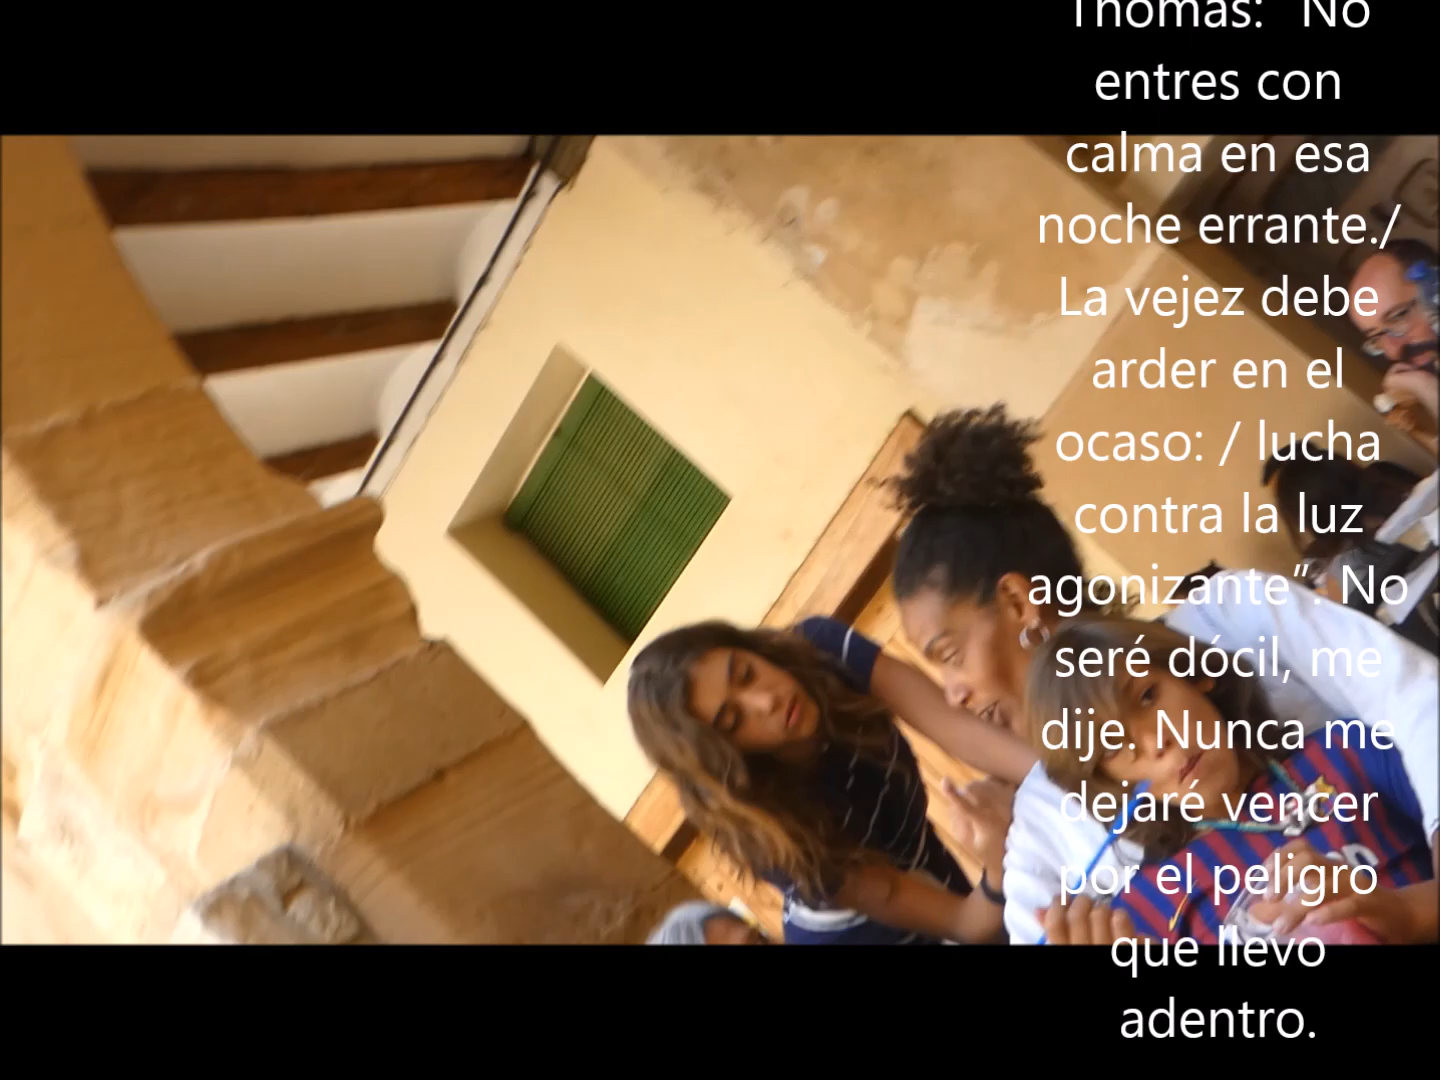 Thomas: “No
entres con
calma en esa
noche errante./
La vejez debe
arder en el
ocaso: / lucha
contra la luz
agonizante”. No
seré dócil, me
dije. Nunca me
dejaré vencer
por el peligro
que llevo
adentro.